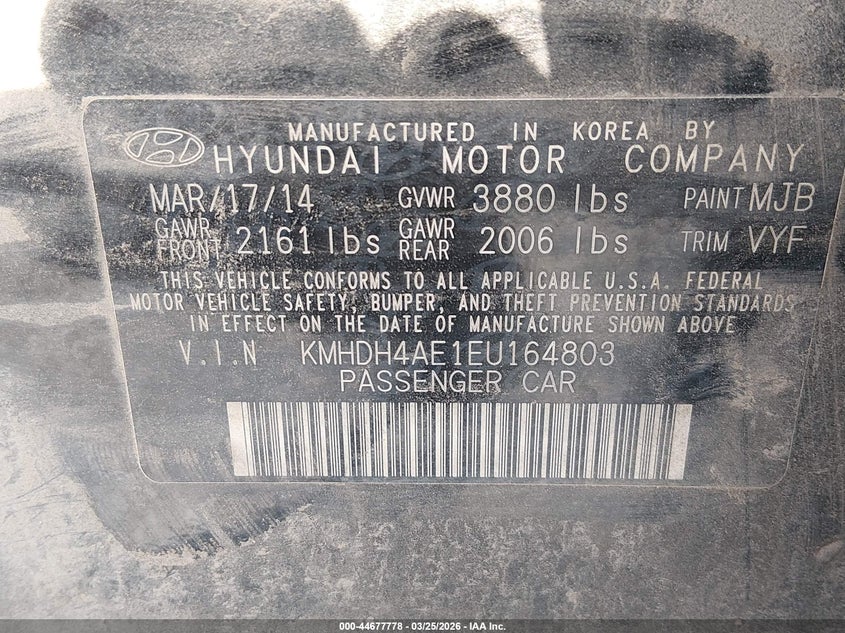 MANUFACTURED IN KOREA BY
HYUNDAI MOTOR COMPANY
MAR/17/14 GVWR 3880 lbs PAINT MJB
GAWR FRONT 2161 lbs GAWR REAR 2006 lbs TRIM VYF
THIS VEHICLE CONFORMS TO ALL APPLICABLE U.S.A. FEDERAL
MOTOR VEHICLE SAFETY, BUMPER, AND THEFT PREVENTION STANDARDS
IN EFFECT ON THE DATE OF MANUFACTURE SHOWN ABOVE
V.I.N KMHDH4AE1EU164803
PASSENGER CAR
000-44677778 - 03/25/2026 - IAA Inc.